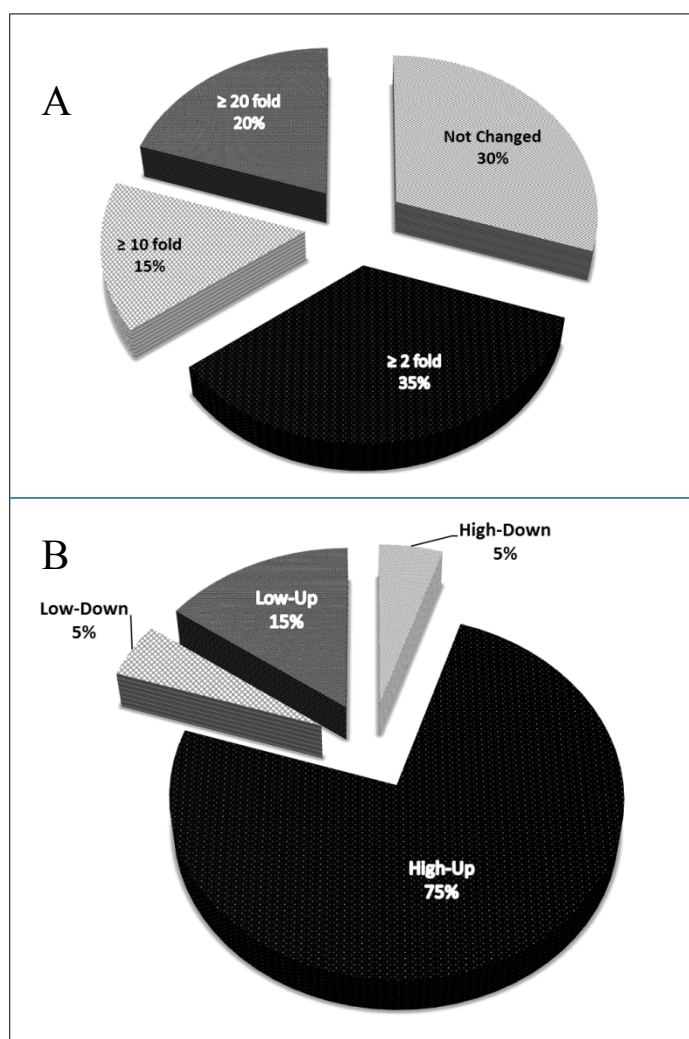 A
≥ 20 fold
20%
Not Changed
30%
≥ 10 fold
15%
≥ 2 fold
35%
B
High-Down
5%
Low-Up
15%
Low-Down
5%
High-Up
75%